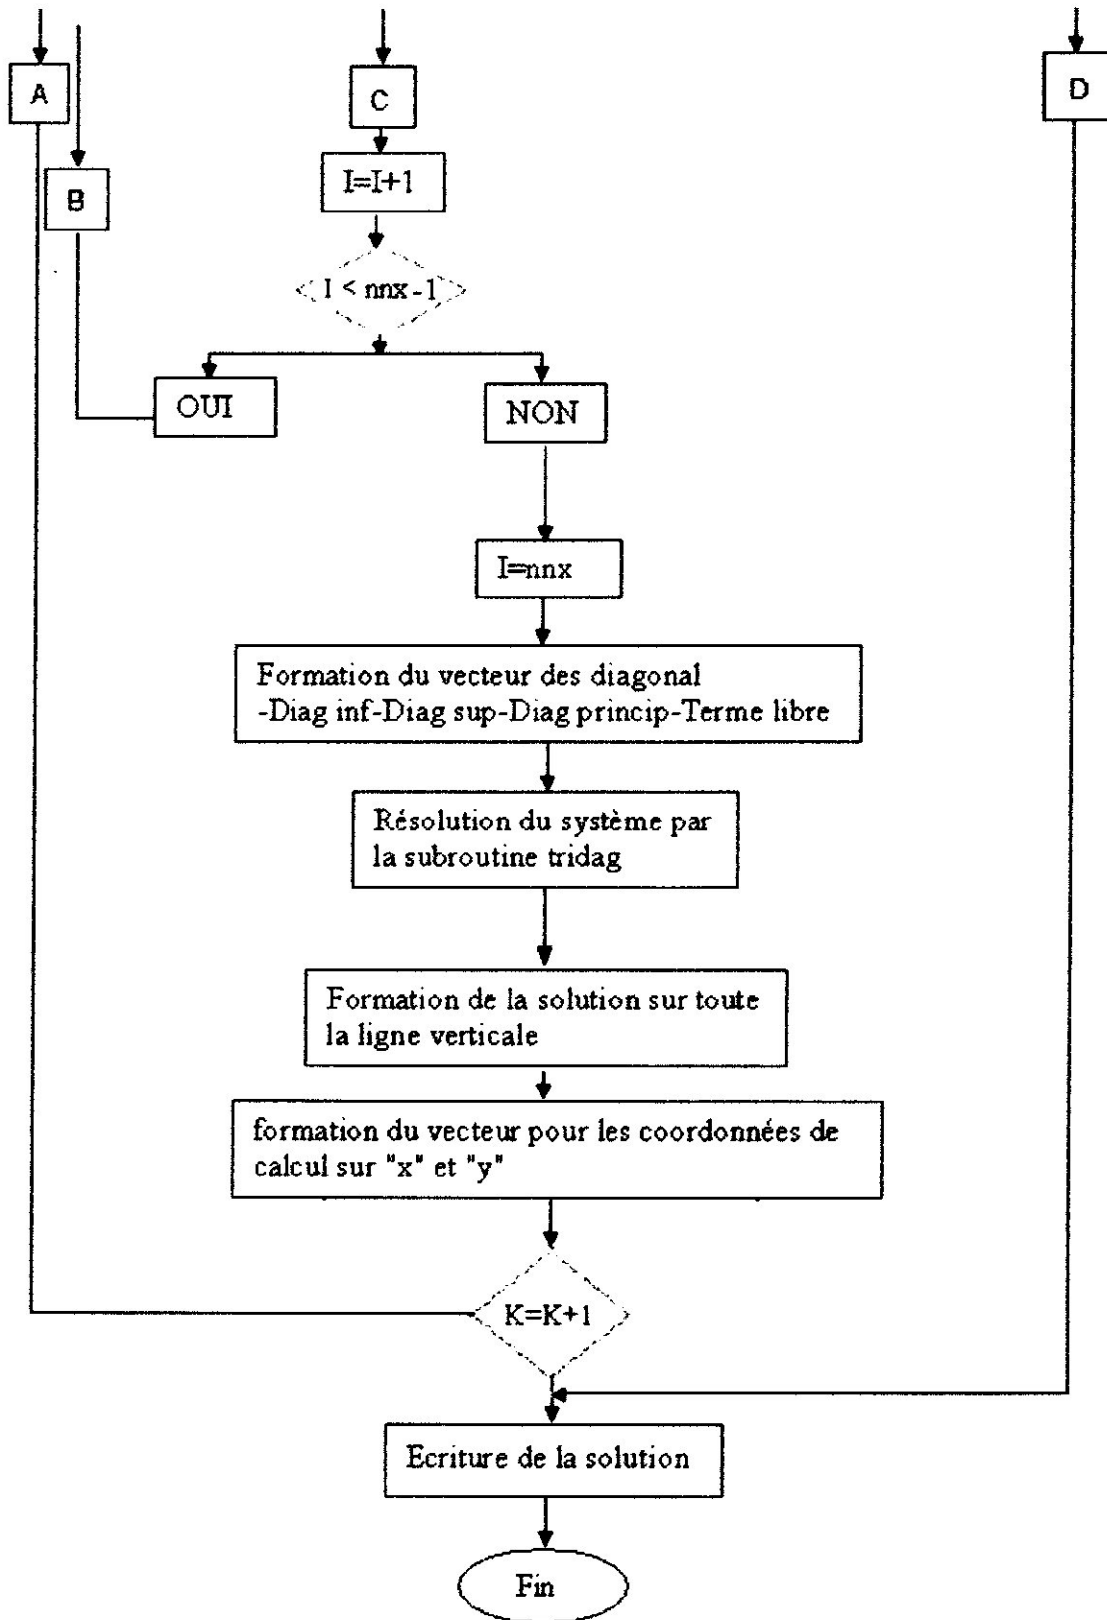 A
C
D
B
I=I+1
I < nnx-1
OUI
NON
I=nnx
Formation du vecteur des diagonal
-Diag inf-Diag sup-Diag princip-Terme libre
Résolution du système par
la subroutine tridag
Formation de la solution sur toute
la ligne verticale
formation du vecteur pour les coordonnées de
calcul sur "x" et "y"
K=K+1
Ecriture de la solution
Fin